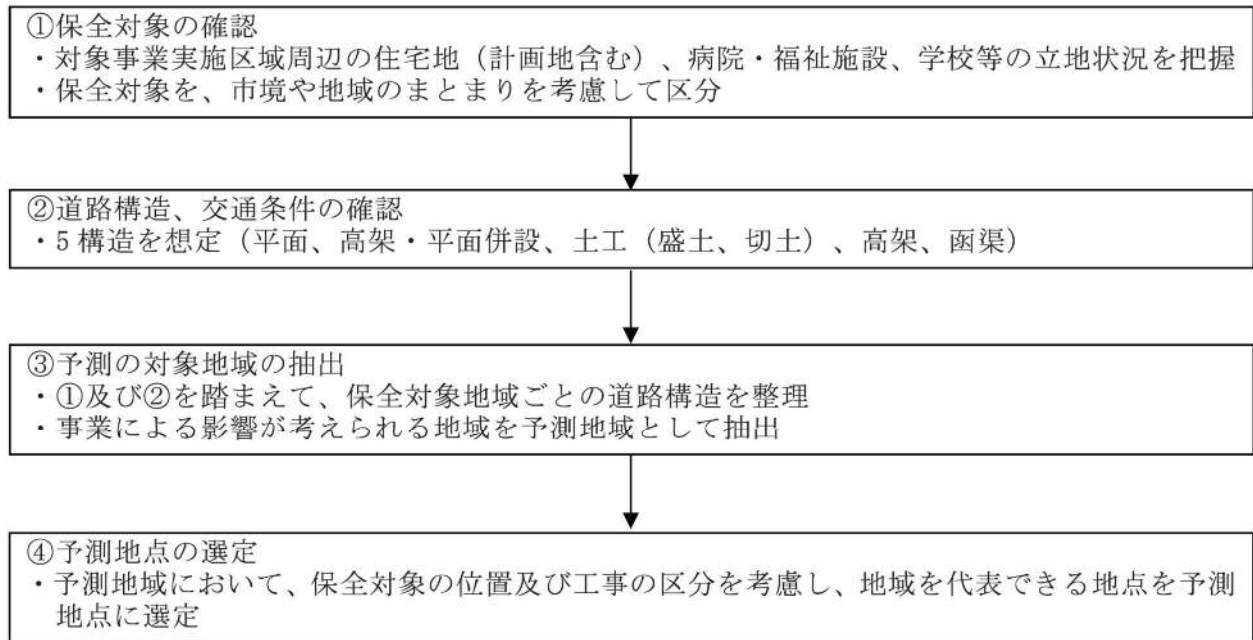 ①保全対象の確認
・対象事業実施区域周辺の住宅地（計画地含む）、病院・福祉施設、学校等の立地状況を把握
・保全対象を、市境や地域のまとまりを考慮して区分
②道路構造、交通条件の確認
・5 構造を想定（平面、高架・平面併設、土工（盛土、切土）、高架、函渠）
③予測の対象地域の抽出
・①及び②を踏まえて、保全対象地域ごとの道路構造を整理
・事業による影響が考えられる地域を予測地域として抽出
④予測地点の選定
・予測地域において、保全対象の位置及び工事の区分を考慮し、地域を代表できる地点を予測
地点に選定